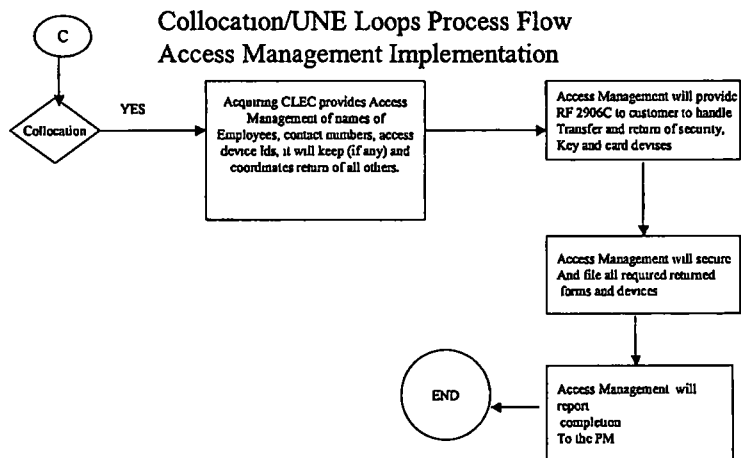 Collocation/UNE Loops Process Flow
Access Management Implementation
C
Collocation
YES
Acquiring CLEC provides Access
Management of names of
Employees, contact numbers, access
device Ids, it will keep (if any) and
coordinates return of all others.
Access Management will provide
RF 2906C to customer to handle
Transfer and return of security,
Key and card devises
Access Management will secure
And file all required returned
forms and devices
Access Management will
report
completion
To the PM
END